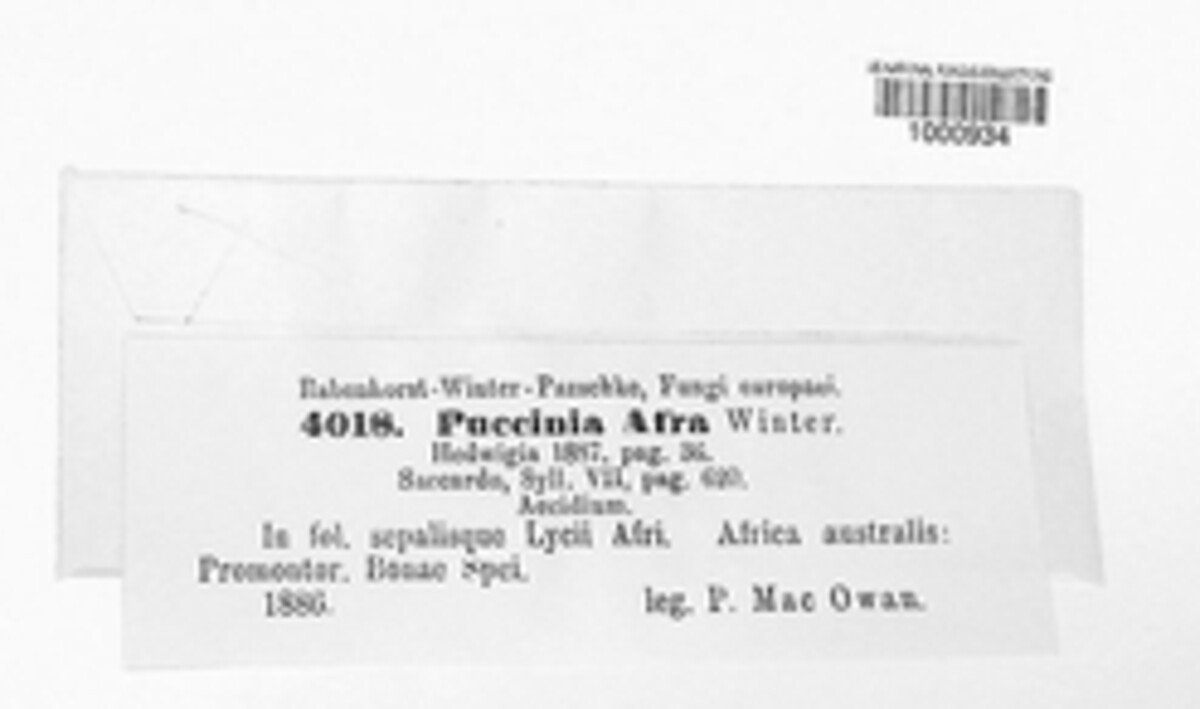 1000934
Rabenhorst-Winter-Pazschke, Fungi europaei.
4018. Puccinia Afra Winter.
Hedwigia 1887, pag. 36.
Saccardo, Syll. VII, pag. 620.
Aecidium.
In fol. sepalisque Lycii Afri. Africa australis:
Promontor. Bonae Spei.
1886. leg. P. Mac Owan.